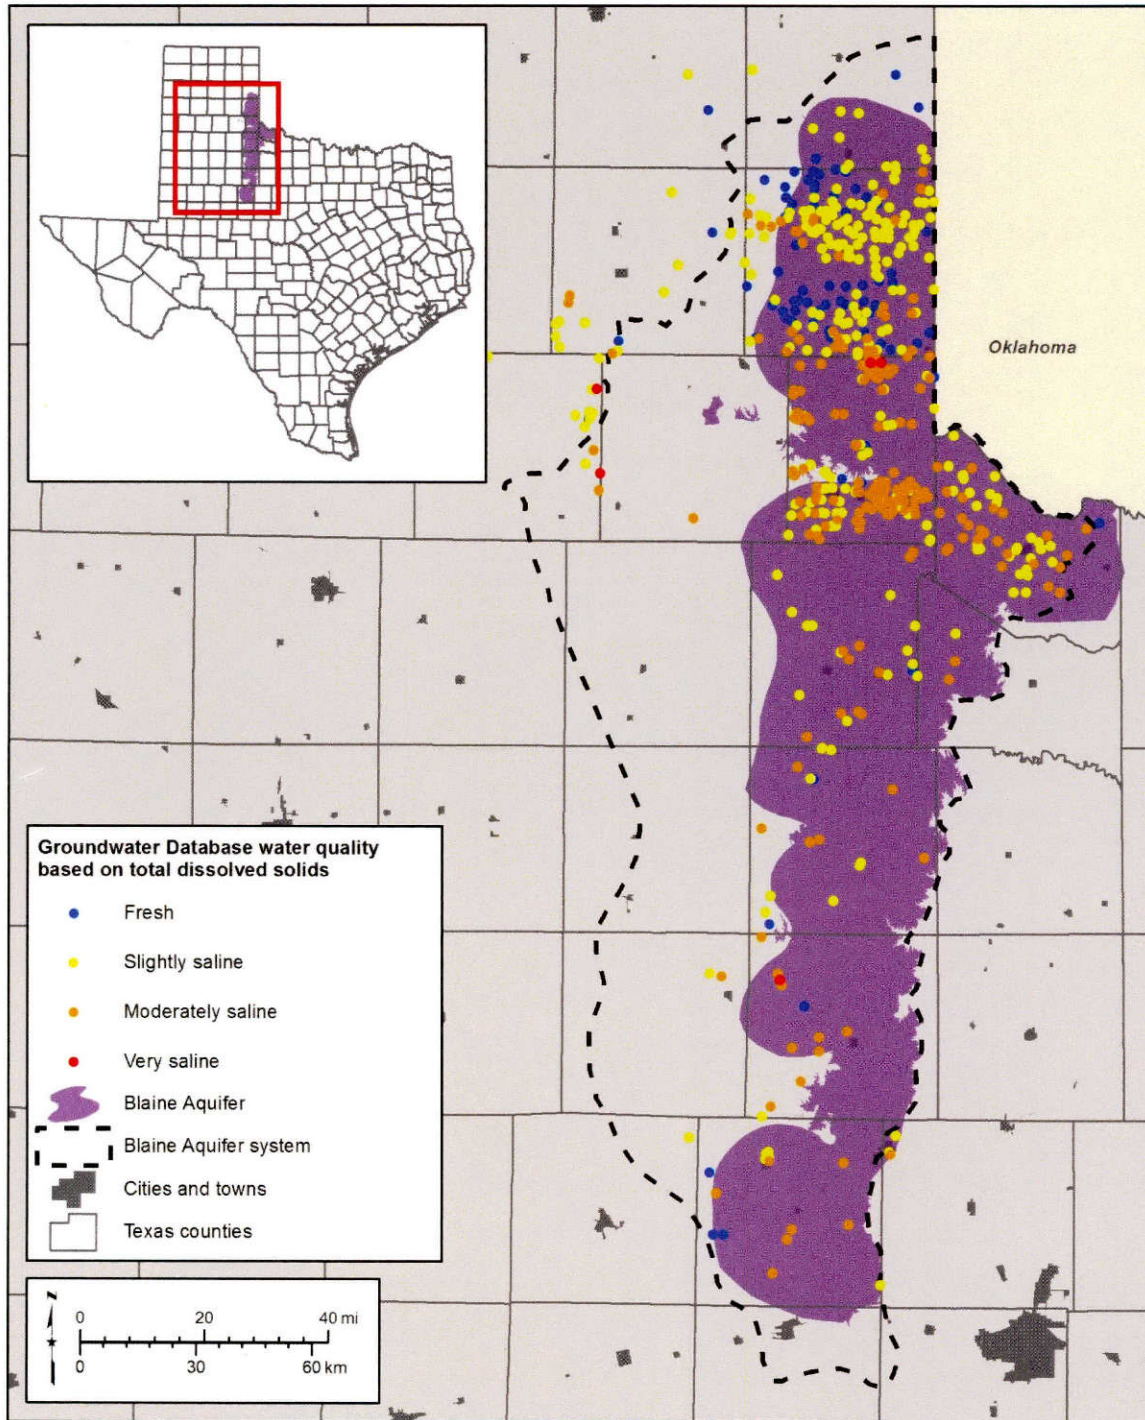 Oklahoma
Groundwater Database water quality
based on total dissolved solids
Fresh
Slightly saline
Moderately saline
Very saline
Blaine Aquifer
Blaine Aquifer system
Cities and towns
Texas counties
N
0 20 40 mi
0 30 60 km